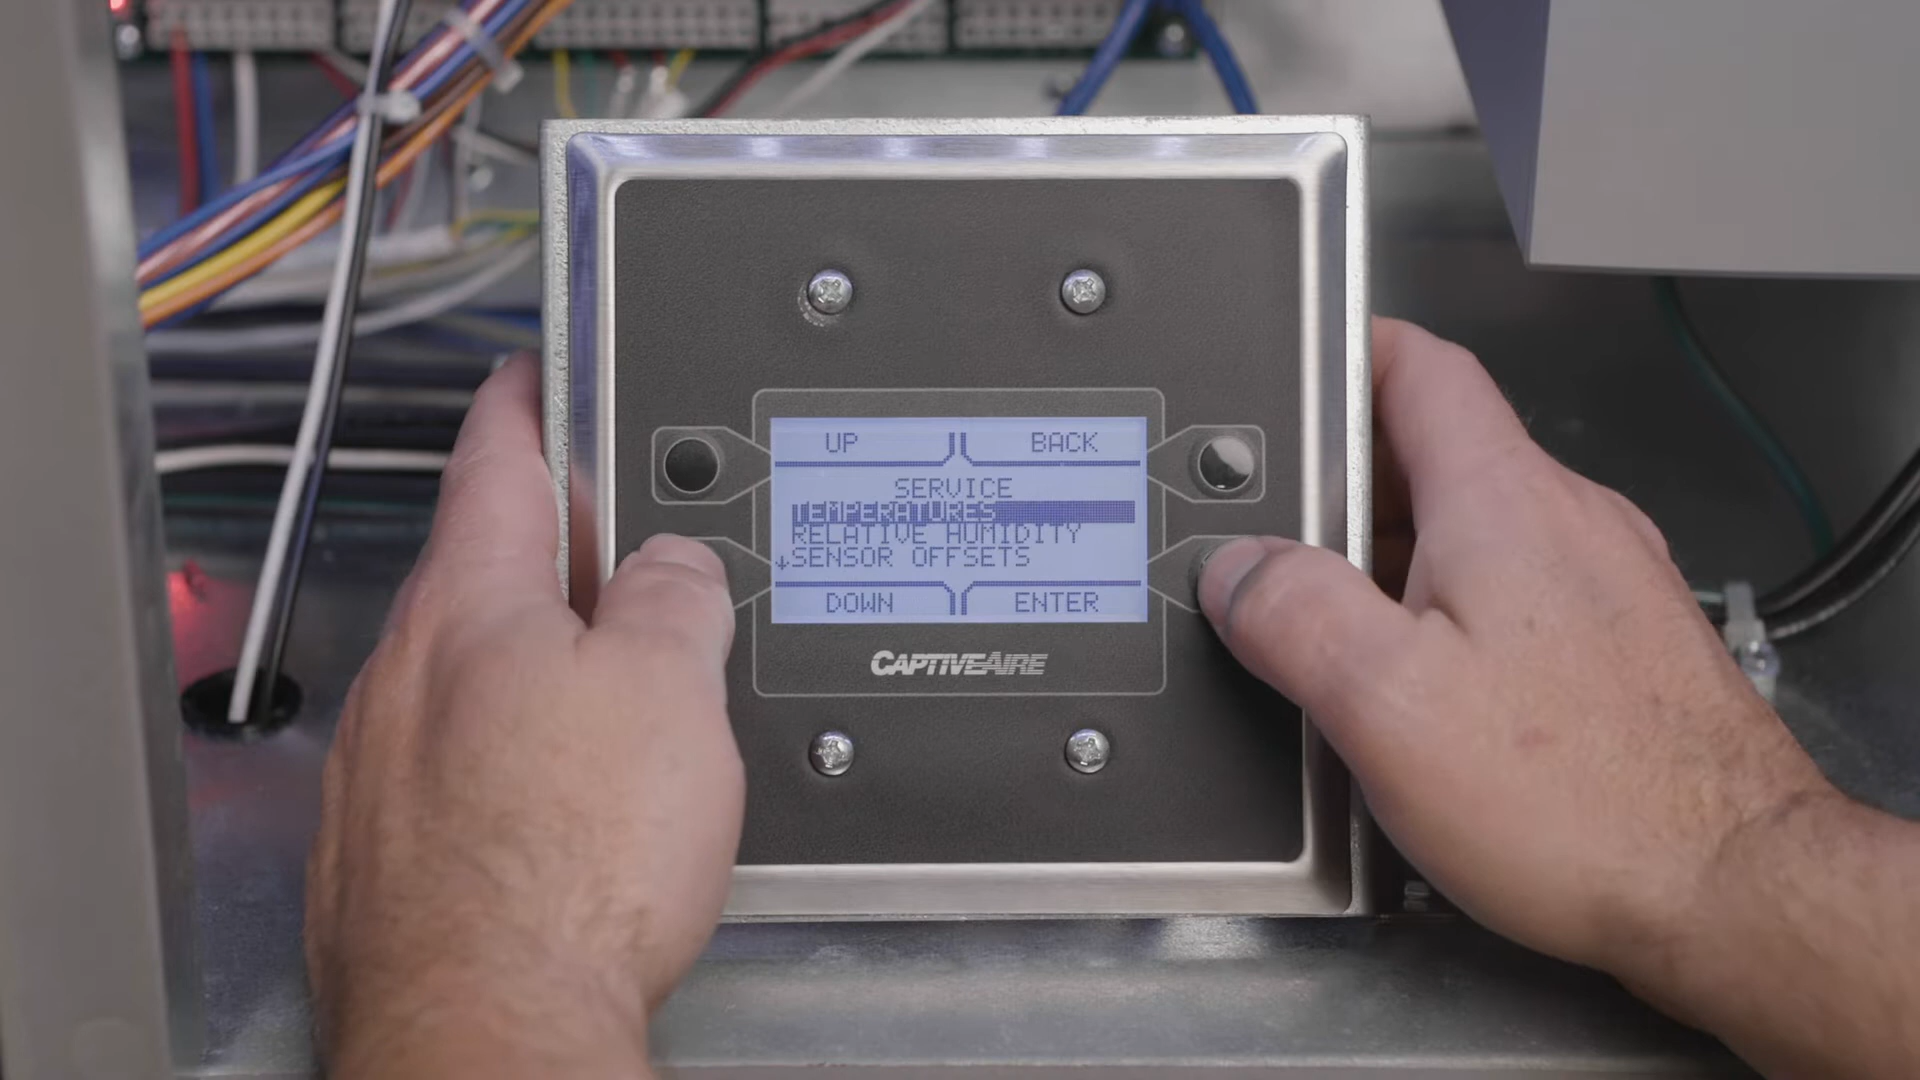 UP BACK
SERVICE
TEMPERATURES
RELATIVE HUMIDITY
↓SENSOR OFFSETS
DOWN ENTER
CAPTIVEAIRE